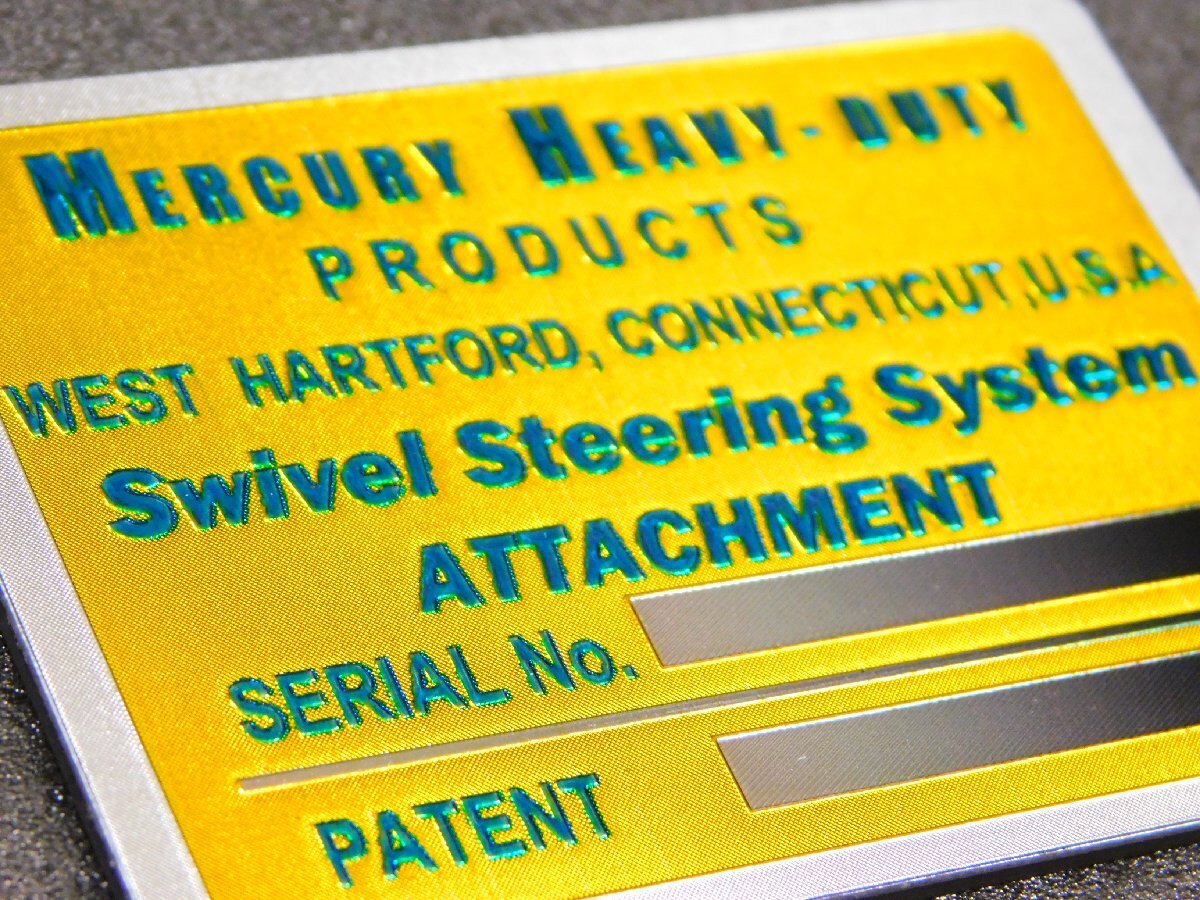 MERCURY HEAVY-DUTY
PRODUCTS
WEST HARTFORD, CONNECTICUT, U.S.A
Swivel Steering System
ATTACHMENT
SERIAL No.
PATENT